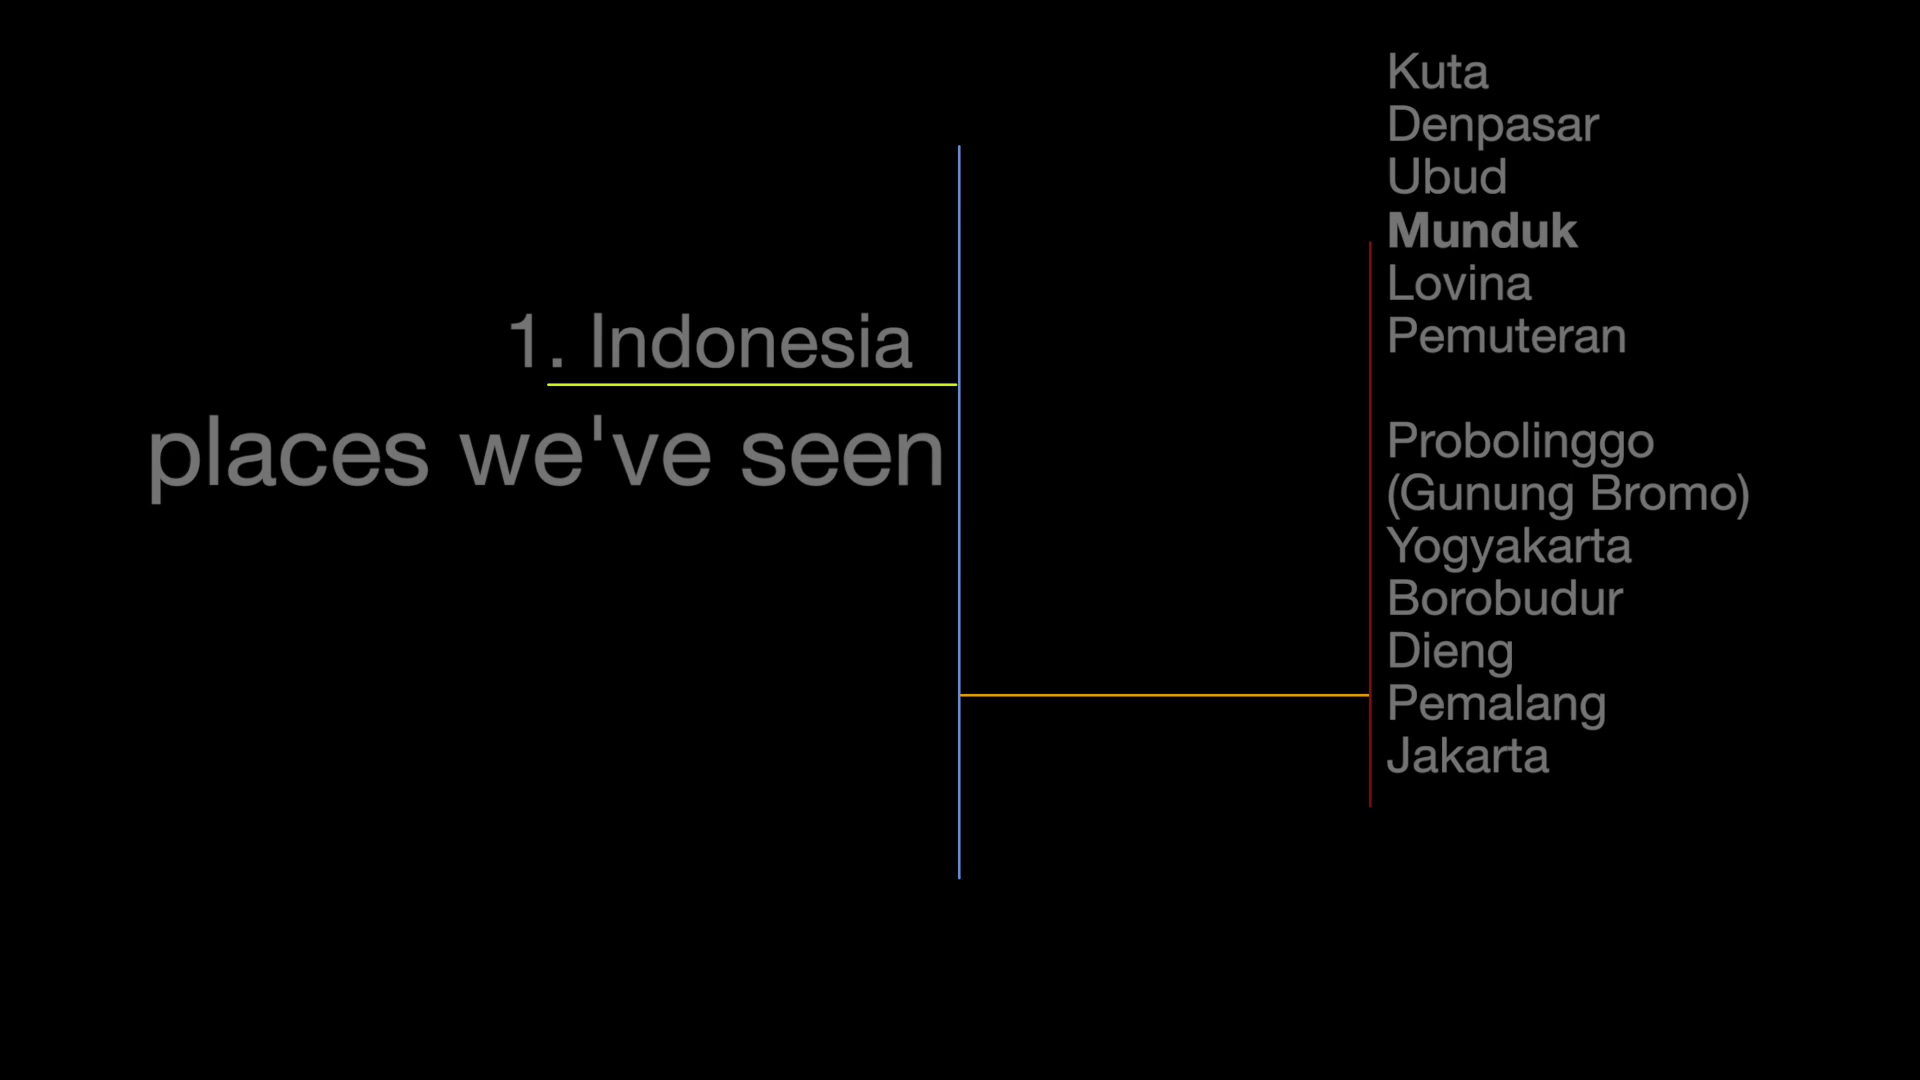 1. Indonesia
places we've seen
Kuta
Denpasar
Ubud
Munduk
Lovina
Pemuteran
Probolinggo
(Gunung Bromo)
Yogyakarta
Borobudur
Dieng
Pemalang
Jakarta